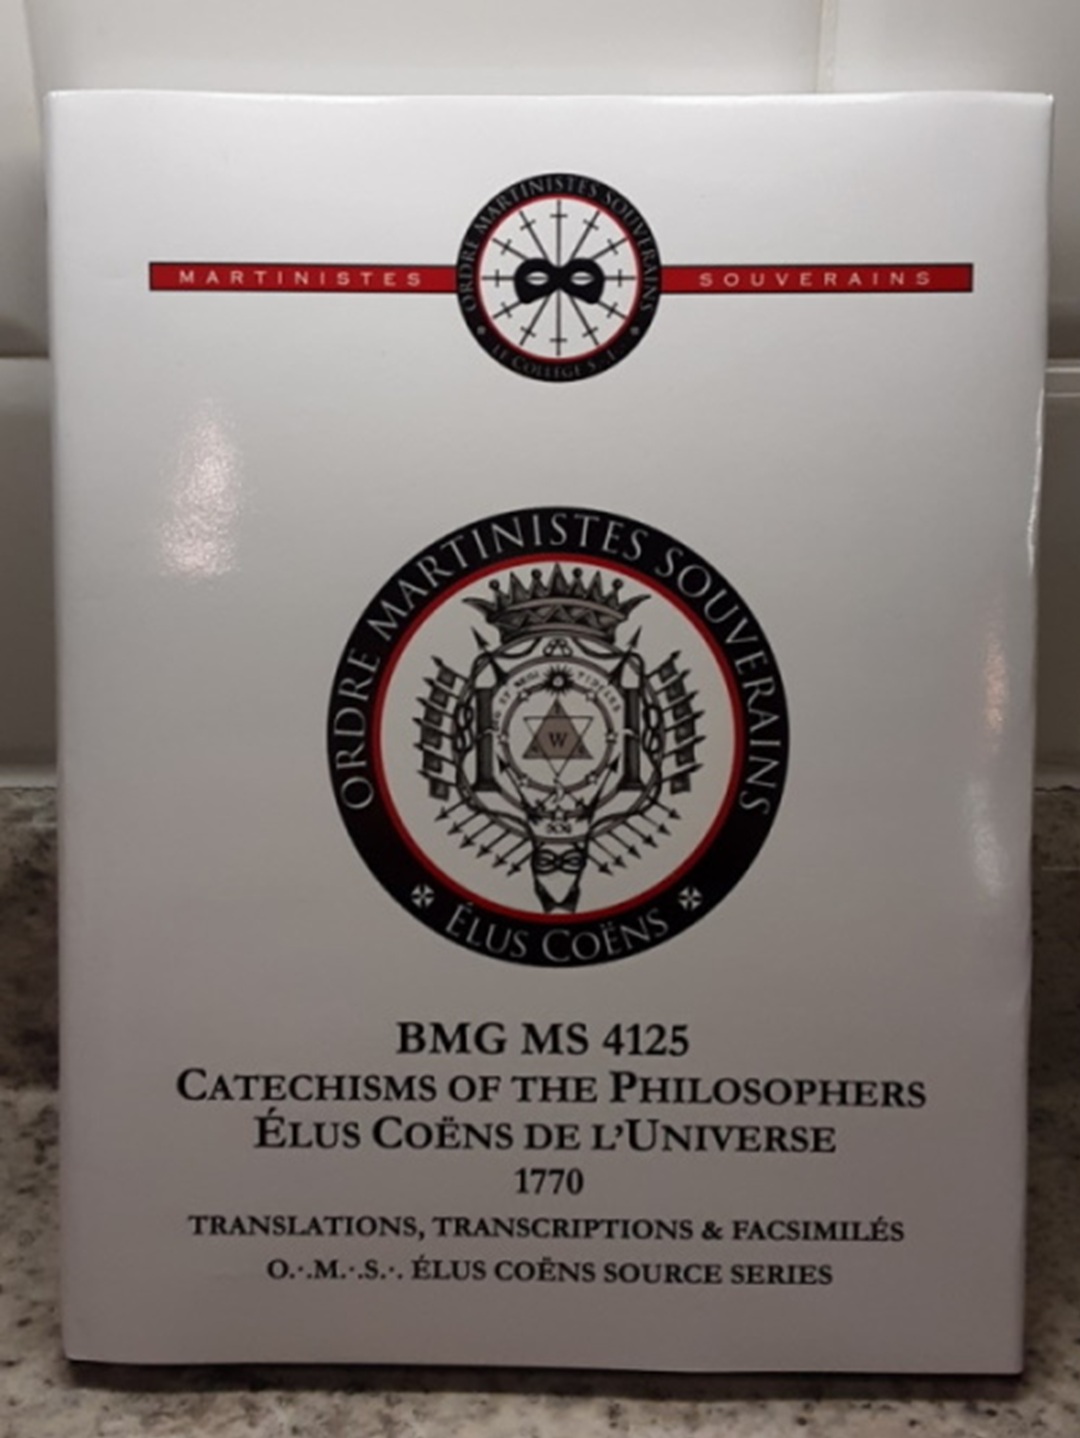 ORDRE MARTINISTES SOUVERAINS
MARTINISTES SOUVERAINS
LE COLLÈGE S.·.I.·.
ORDRE MARTINISTES SOUVERAINS
W
ÉLUS COËNS
BMG MS 4125
CATECHISMS OF THE PHILOSOPHERS
ÉLUS COËNS DE L'UNIVERSE
1770
TRANSLATIONS, TRANSCRIPTIONS & FACSIMILÉS
O.·.M.·.S.·. ÉLUS COËNS SOURCE SERIES